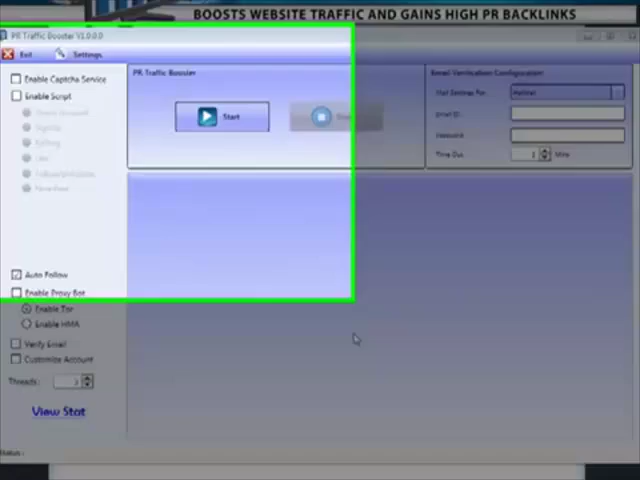 BOOSTS WEBSITE TRAFFIC AND GAINS HIGH PR BACKLINKS
PR Traffic Booster V1.0.0.0
Exit Settings
Enable Captcha Service
Enable Script
PR Traffic Booster
Start
Email Verification Configuration
Mail Settings For
Hotmail
Email ID
Password
Time Out
Mins
Auto Follow
Enable Proxy Bot
Enable Tor
Enable HMA
Verify Email
Customize Account
Threads:
View Stat
Status :